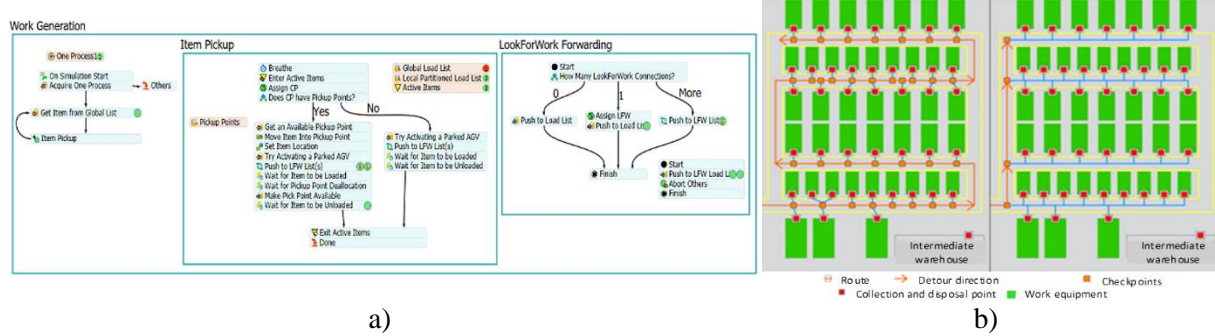 Work Generation
One Process
On Simulation Start
Acquire One Process
Others
Get Item from Global List
Item Pickup
Item Pickup
Breathe
Enter Active Items
Assign CP
Does CP have Pickup Points?
Global Load List
Local Partitioned Load List
Active Items
Yes
No
Pickup Points
Get an Available Pickup Point
Move Item Into Pickup Point
Set Item Location
Try Activating a Parked AGV
Push to LFW List(s)
Wait for Item to be Loaded
Wait for Pickup Point Deallocation
Make Pick Point Available
Wait for Item to be Unloaded
Try Activating a Parked AGV
Push to LFW List(s)
Wait for Item to be Loaded
Wait for Item to be Unloaded
Exit Active Items
Done
LookForWork Forwarding
Start
How Many LookForWork Connections?
0
1
More
Push to Load List
Assign LFW
Push to Load List
Push to LFW List
Finish
Start
Push to LFW Load
Abort Others
Finish
a)
Intermediate
warehouse
Intermediate
warehouse
Route
Detour direction
Checkpoints
Collection and disposal point
Work equipment
b)